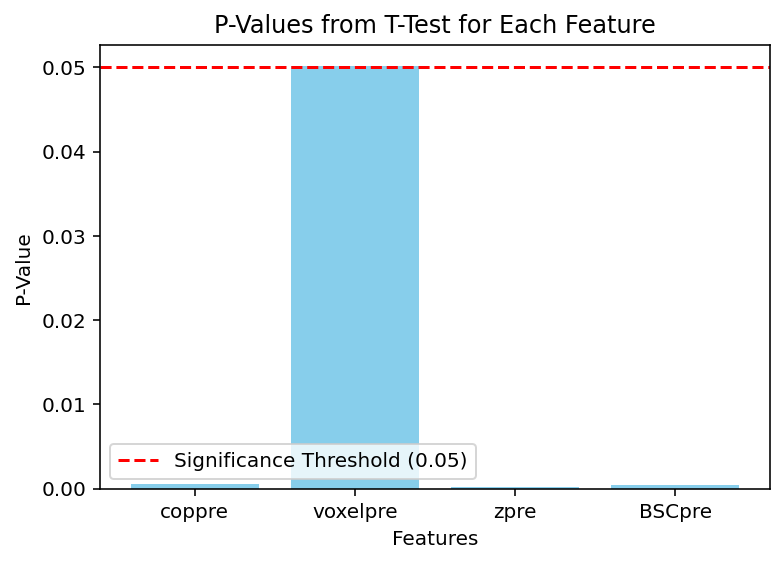 P-Values from T-Test for Each Feature
P-Value
0.05
0.04
0.03
0.02
0.01
0.00
Significance Threshold (0.05)
coppre
voxelpre
zpre
BSCpre
Features